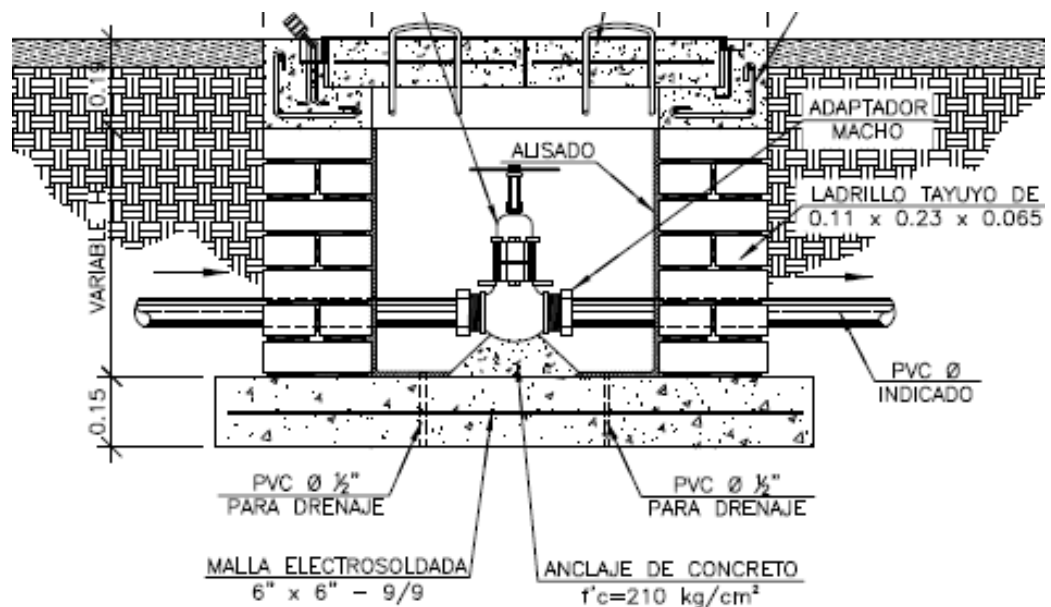 0.19
ADAPTADOR
MACHO
ALISADO
LADRILLO TAYUYO DE
0.11 x 0.23 x 0.065
VARIABLE H
PVC Ø
INDICADO
0.15
PVC Ø ½"
PARA DRENAJE
PVC Ø ½"
PARA DRENAJE
MALLA ELECTROSOLDADA
6" x 6" - 9/9
ANCLAJE DE CONCRETO
f'c=210 kg/cm²